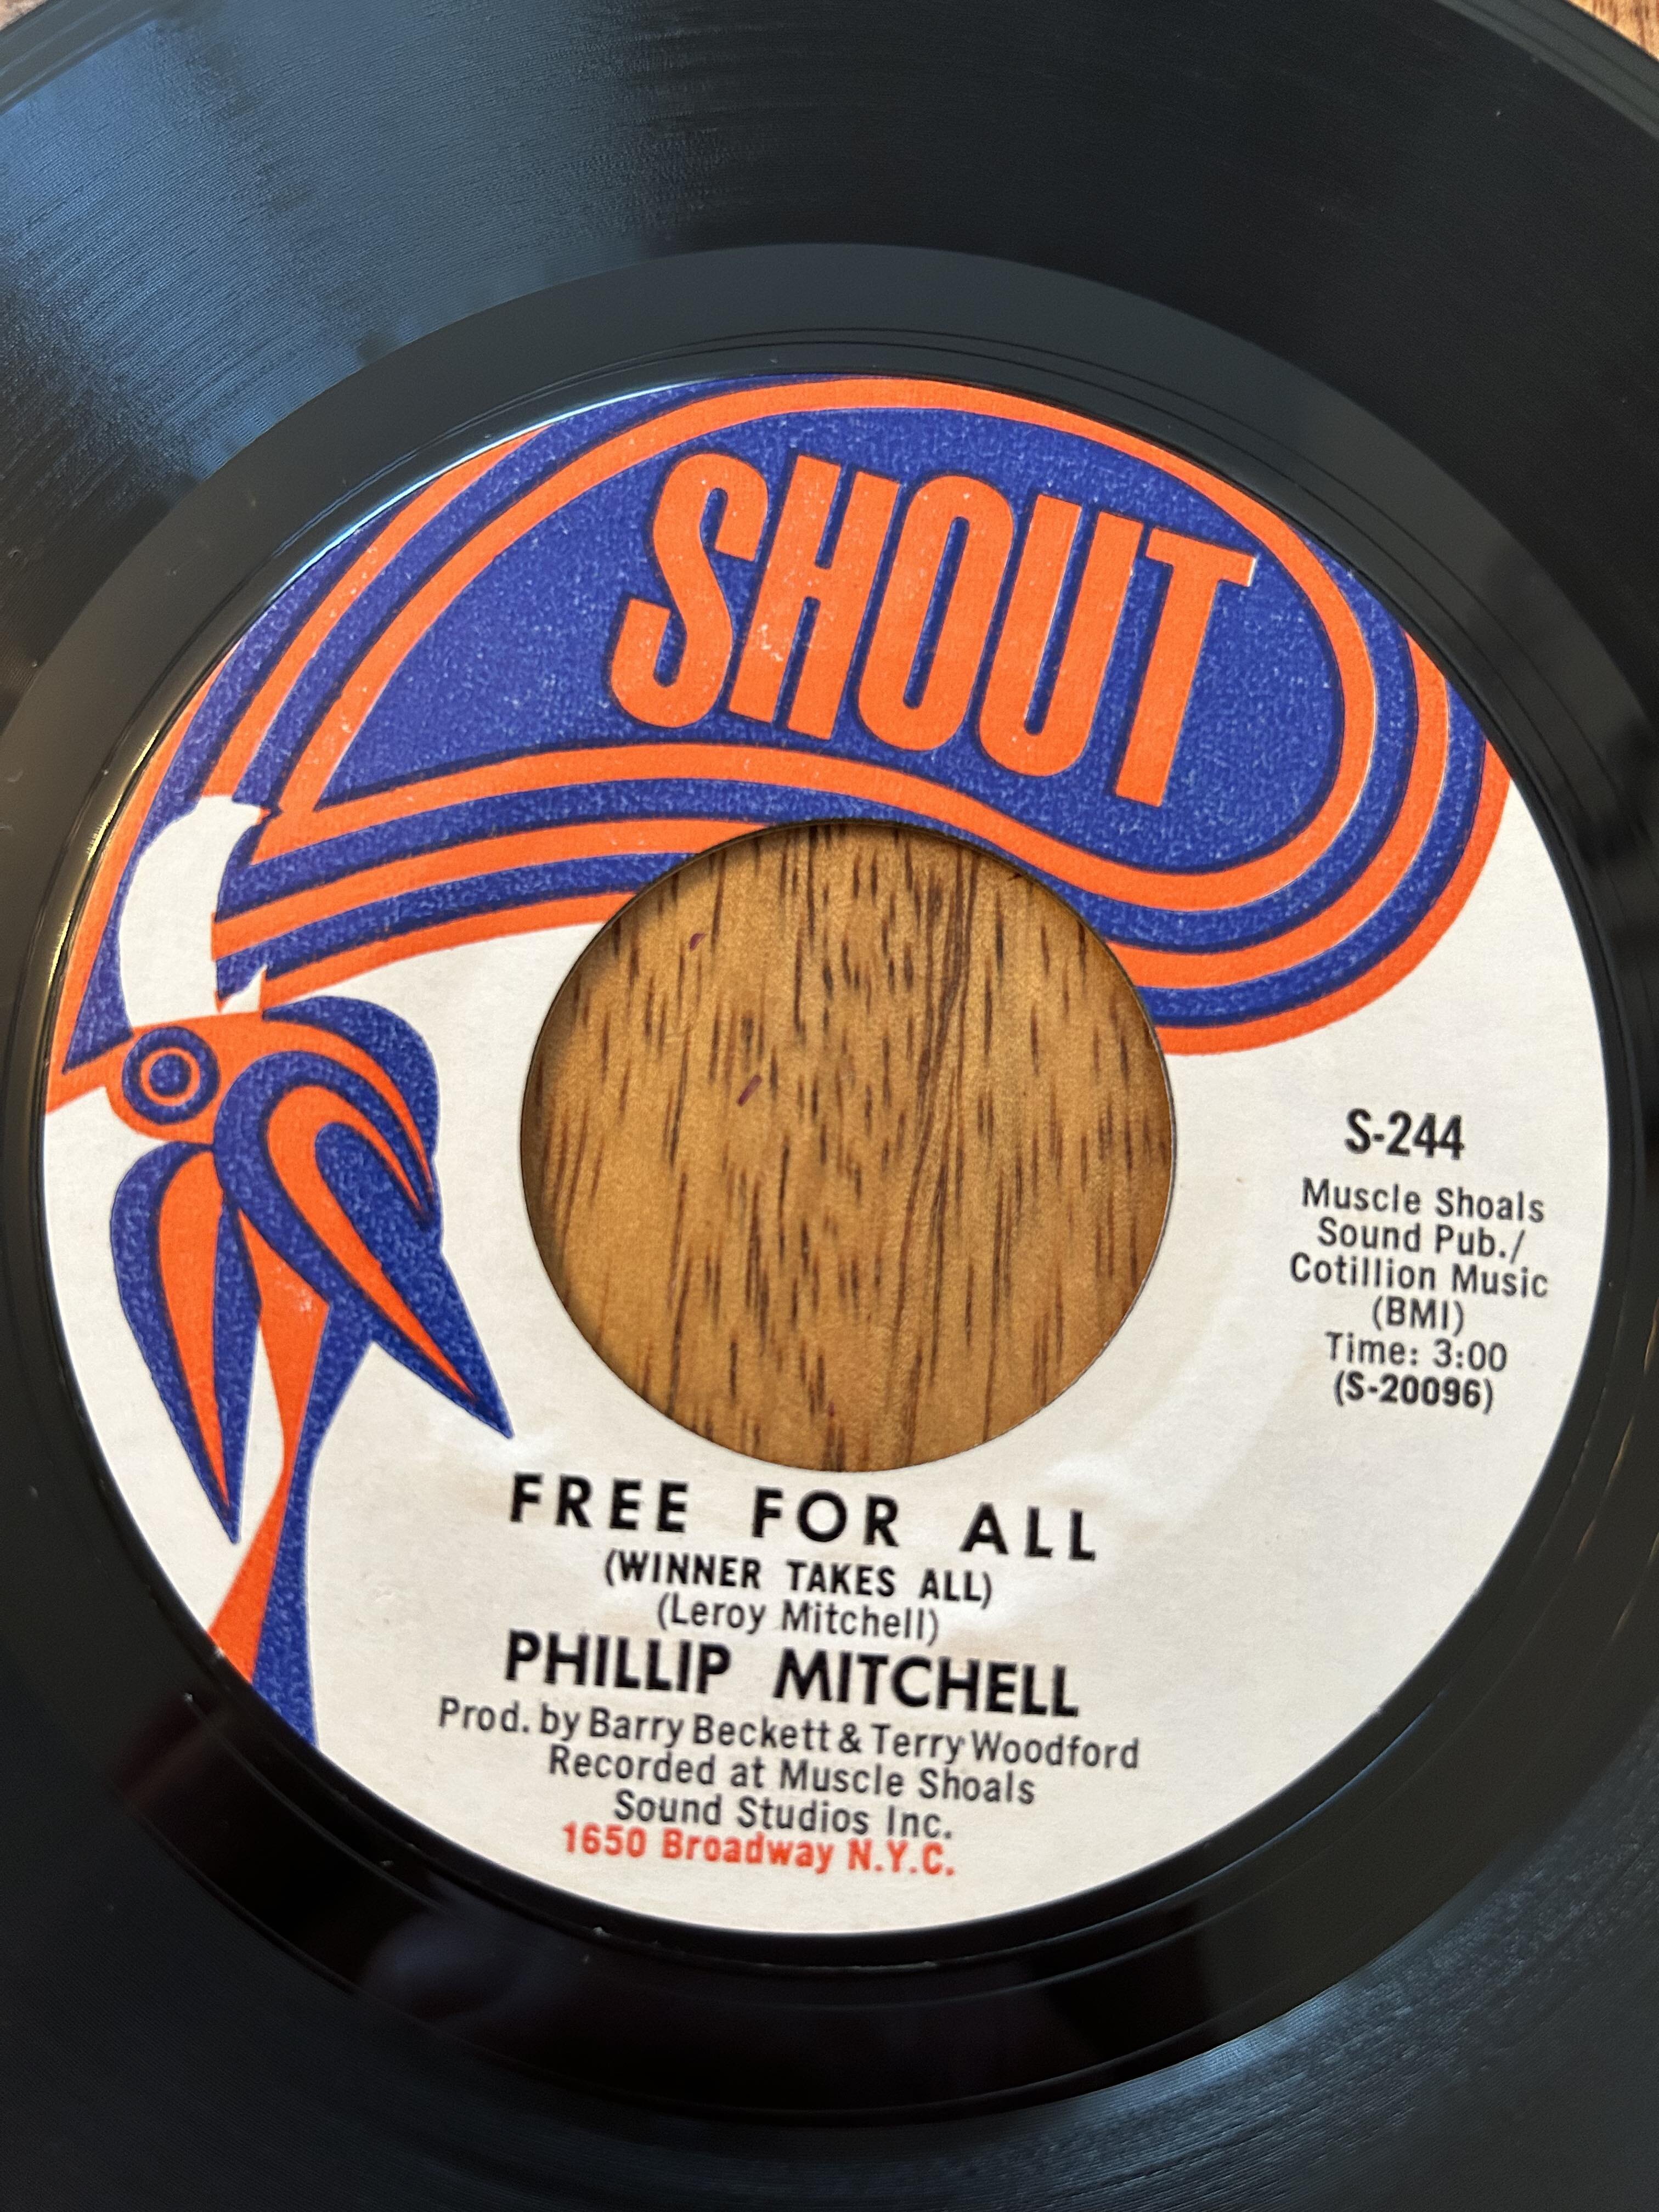 SHOUT
S-244
Muscle Shoals
Sound Pub./
Cotillion Music
(BMI)
Time: 3:00
(S-20096)
FREE FOR ALL
(WINNER TAKES ALL)
(Leroy Mitchell)
PHILLIP MITCHELL
Prod. by Barry Beckett & Terry Woodford
Recorded at Muscle Shoals
Sound Studios Inc.
1650 Broadway N.Y.C.